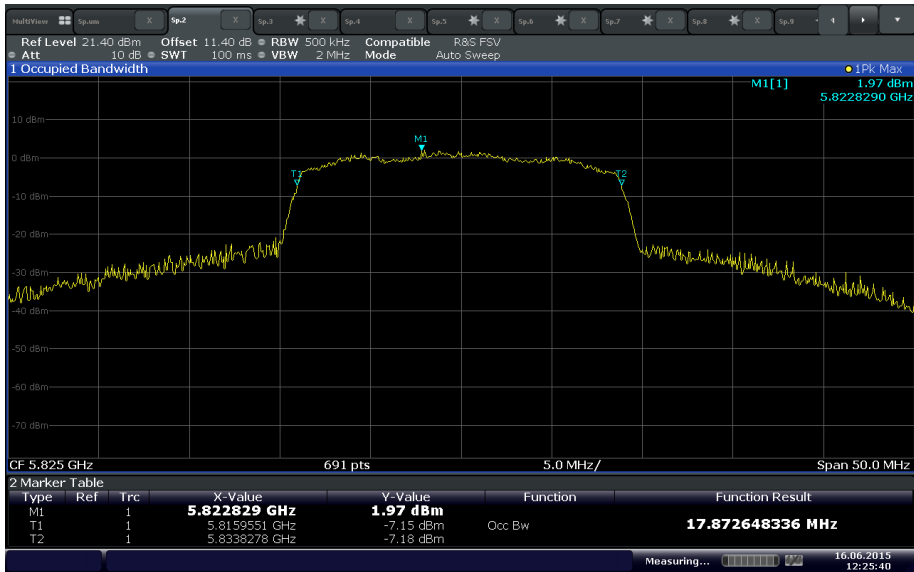 MultiView Sp.um X Sp.2 X Sp.3 X Sp.4 X Sp.5 X Sp.6 X Sp.7 X Sp.8 X Sp.9
Ref Level 21.40 dBm Offset 11.40 dB RBW 500 kHz Compatible R&S FSV
Att 10 dB SWT 100 ms VBW 2 MHz Mode Auto Sweep
1 Occupied Bandwidth 1Pk Max
M1[1] 1.97 dBm
5.8228290 GHz
10 dBm
M1
0 dBm
T1 T2
-10 dBm
-20 dBm
-30 dBm
-40 dBm
-50 dBm
-60 dBm
-70 dBm
CF 5.825 GHz 691 pts 5.0 MHz/ Span 50.0 MHz
2 Marker Table
Type Ref Trc X-Value Y-Value Function Function Result
M1 1 5.822829 GHz 1.97 dBm
T1 1 5.8159551 GHz -7.15 dBm Occ Bw 17.872648336 MHz
T2 1 5.8338278 GHz -7.18 dBm
Measuring... 16.06.2015
12:25:40